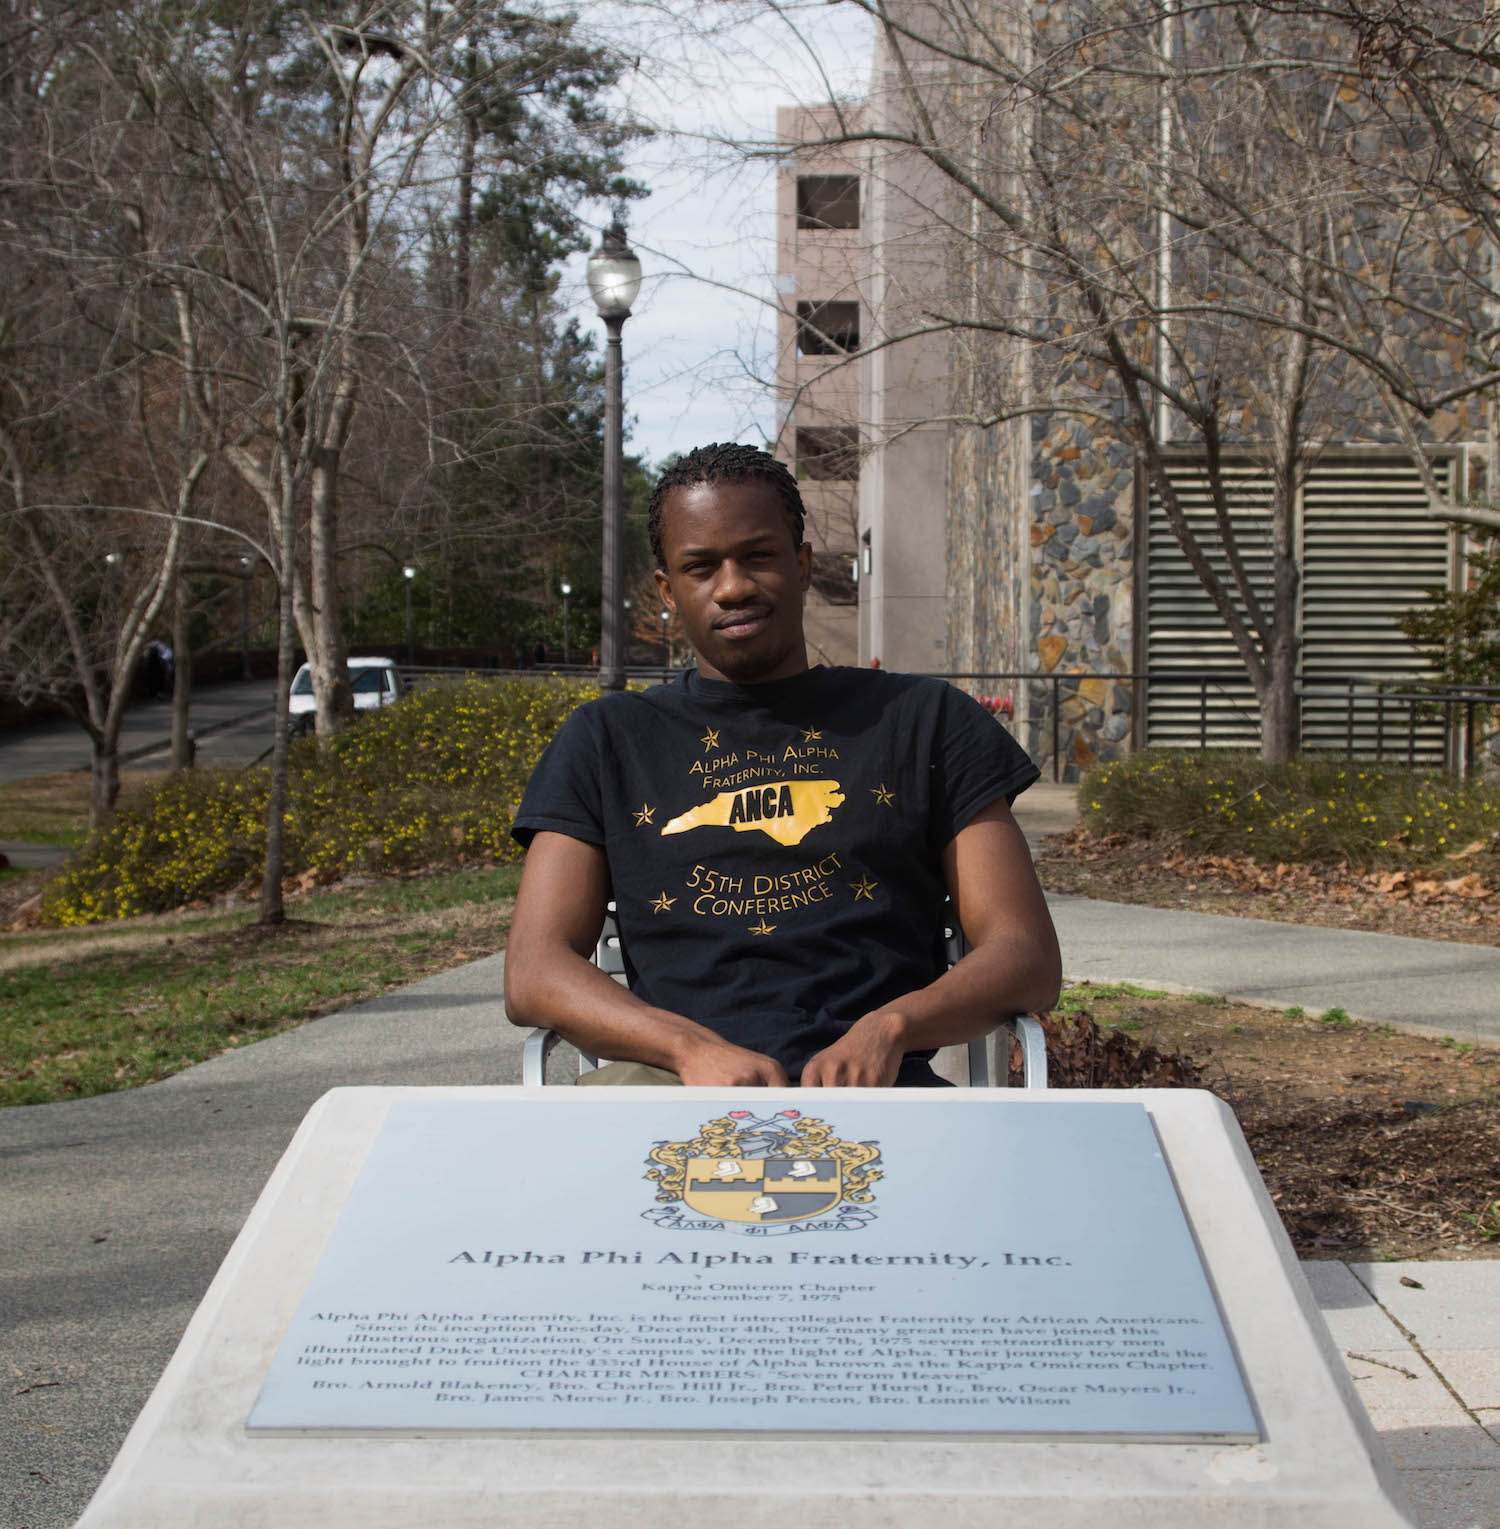 ALPHA PHI ALPHA
FRATERNITY, INC.
ANCA
55TH DISTRICT
CONFERENCE
ΑΛΦΑ ΦΙ ΑΛΦΑ
Alpha Phi Alpha Fraternity, Inc.
Kappa Omicron Chapter
December 7, 1975
Alpha Phi Alpha Fraternity, Inc. is the first intercollegiate Fraternity for African Americans.
Since its inception Tuesday, December 4th, 1906 many great men have joined this
illustrious organization. On Sunday, December 7th, 1975 seven extraordinary men
illuminated Duke University's campus with the light of Alpha. Their journey towards the
light brought to fruition the 433rd House of Alpha known as the Kappa Omicron Chapter.
CHARTER MEMBERS: "Seven from Heaven"
Bro. Arnold Blakeney, Bro. Charles Hill Jr., Bro. Peter Hurst Jr., Bro. Oscar Mayers Jr.,
Bro. James Morse Jr., Bro. Joseph Person, Bro. Lonnie Wilson